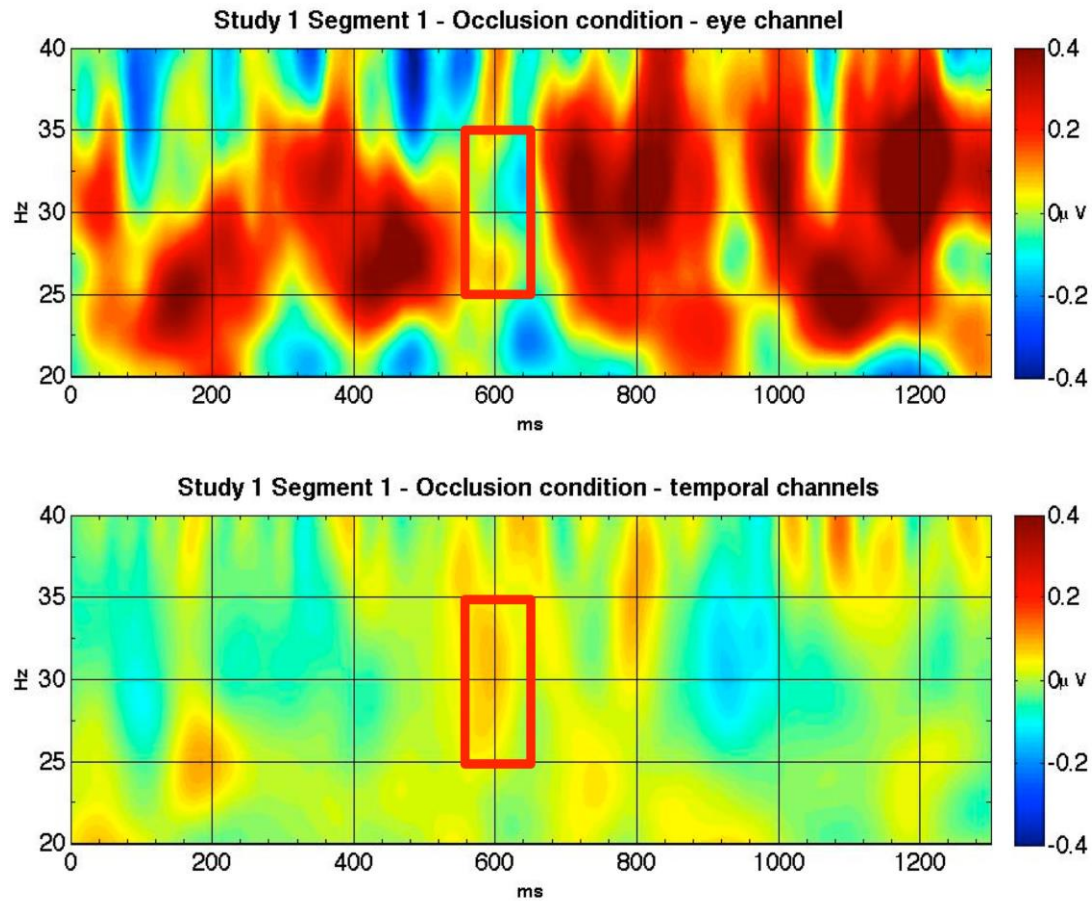 Study 1 Segment 1 - Occlusion condition - eye channel
40
35
30
25
20
Hz
0 200 400 600 800 1000 1200
ms
0.4
0.2
0µ V
-0.2
-0.4
Study 1 Segment 1 - Occlusion condition - temporal channels
40
35
30
25
20
Hz
0 200 400 600 800 1000 1200
ms
0.4
0.2
0µ V
-0.2
-0.4